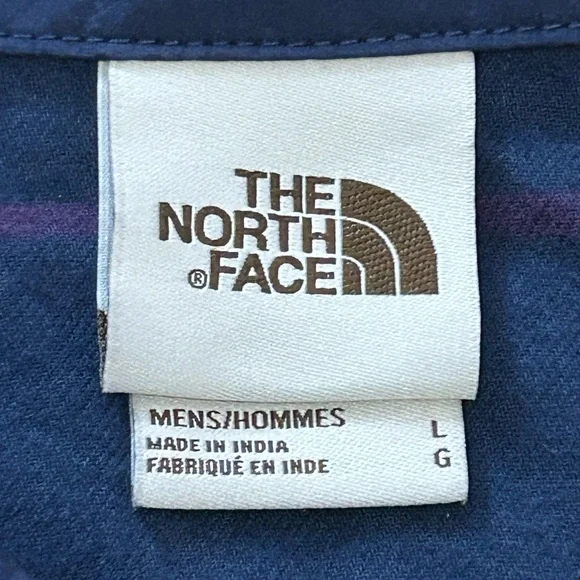 THE
NORTH
®FACE
MENS/HOMMES L
MADE IN INDIA
FABRIQUÉ EN INDE G